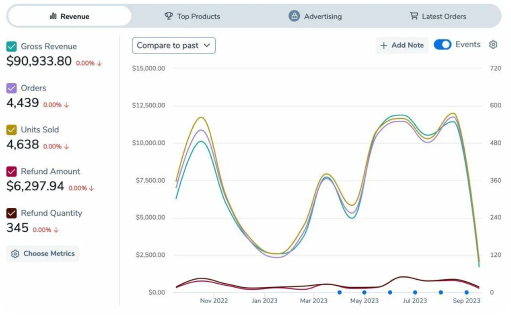 Revenue
Top Products
Advertising
Latest Orders
Gross Revenue
$90,933.80 0.00% ↓
Orders
4,439 0.00% ↓
Units Sold
4,638 0.00% ↓
Refund Amount
$6,297.94 0.00% ↓
Refund Quantity
345 0.00% ↓
Choose Metrics
Compare to past
+ Add Note
Events
$15,000.00 720
$12,500.00 600
$10,000.00 480
$7,500.00 360
$5,000.00 240
$2,500.00 120
$0.00 0
Nov 2022 Jan 2023 Mar 2023 May 2023 Jul 2023 Sep 2023